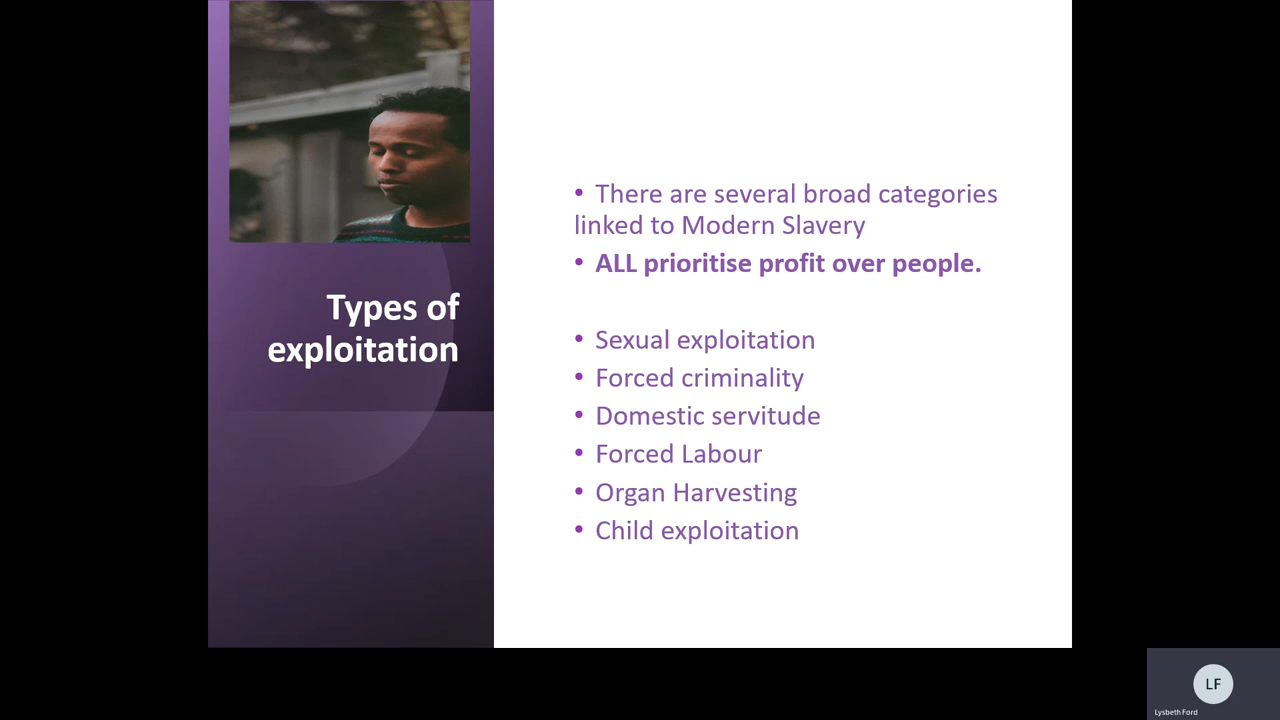 Types of
exploitation
• There are several broad categories
linked to Modern Slavery
• ALL prioritise profit over people.
• Sexual exploitation
• Forced criminality
• Domestic servitude
• Forced Labour
• Organ Harvesting
• Child exploitation
LF
Lysbeth Ford